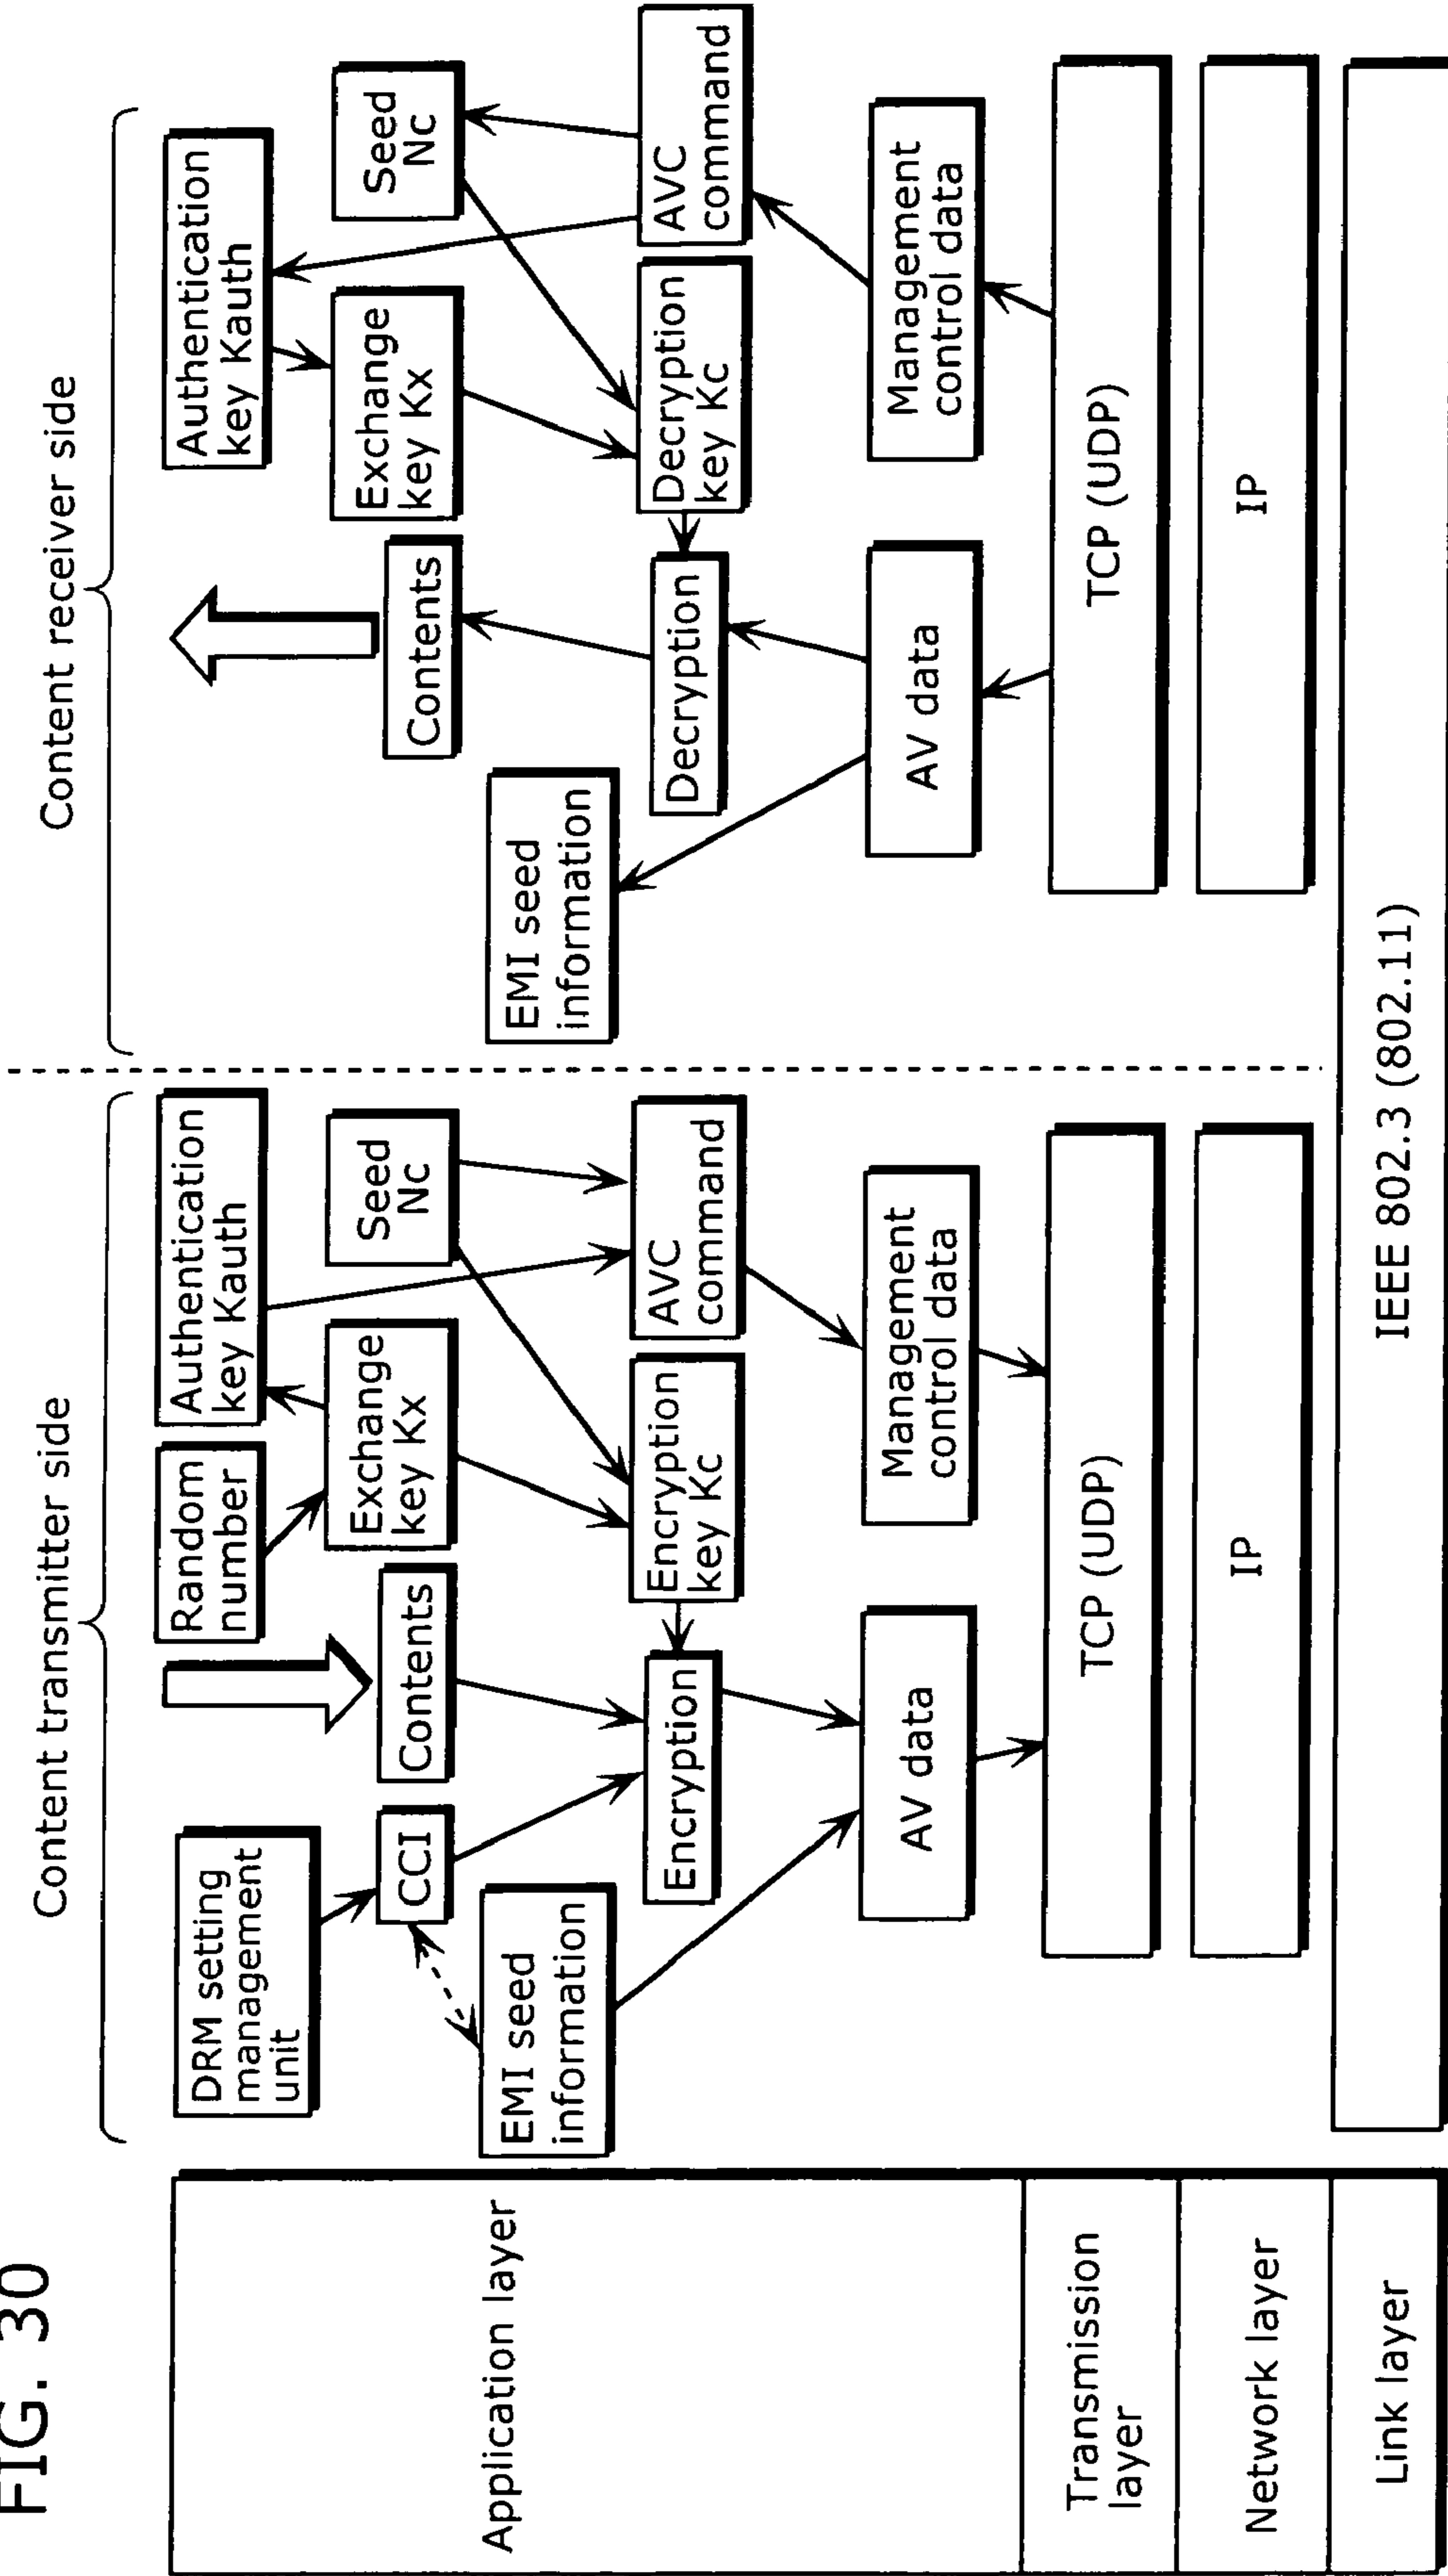 FIG. 30
Content transmitter side
Content receiver side
Application layer
Transmission
layer
Network layer
Link layer
DRM setting
management
unit
CCI
EMI seed
information
Contents
Random
number
Authentication
key Kauth
Exchange
key Kx
Seed
Nc
Encryption
Encryption
key Kc
AVC
command
AV data
Management
control data
TCP (UDP)
IP
EMI seed
information
Contents
Authentication
key Kauth
Exchange
key Kx
Seed
Nc
Decryption
Decryption
key Kc
AVC
command
AV data
Management
control data
TCP (UDP)
IP
IEEE 802.3 (802.11)